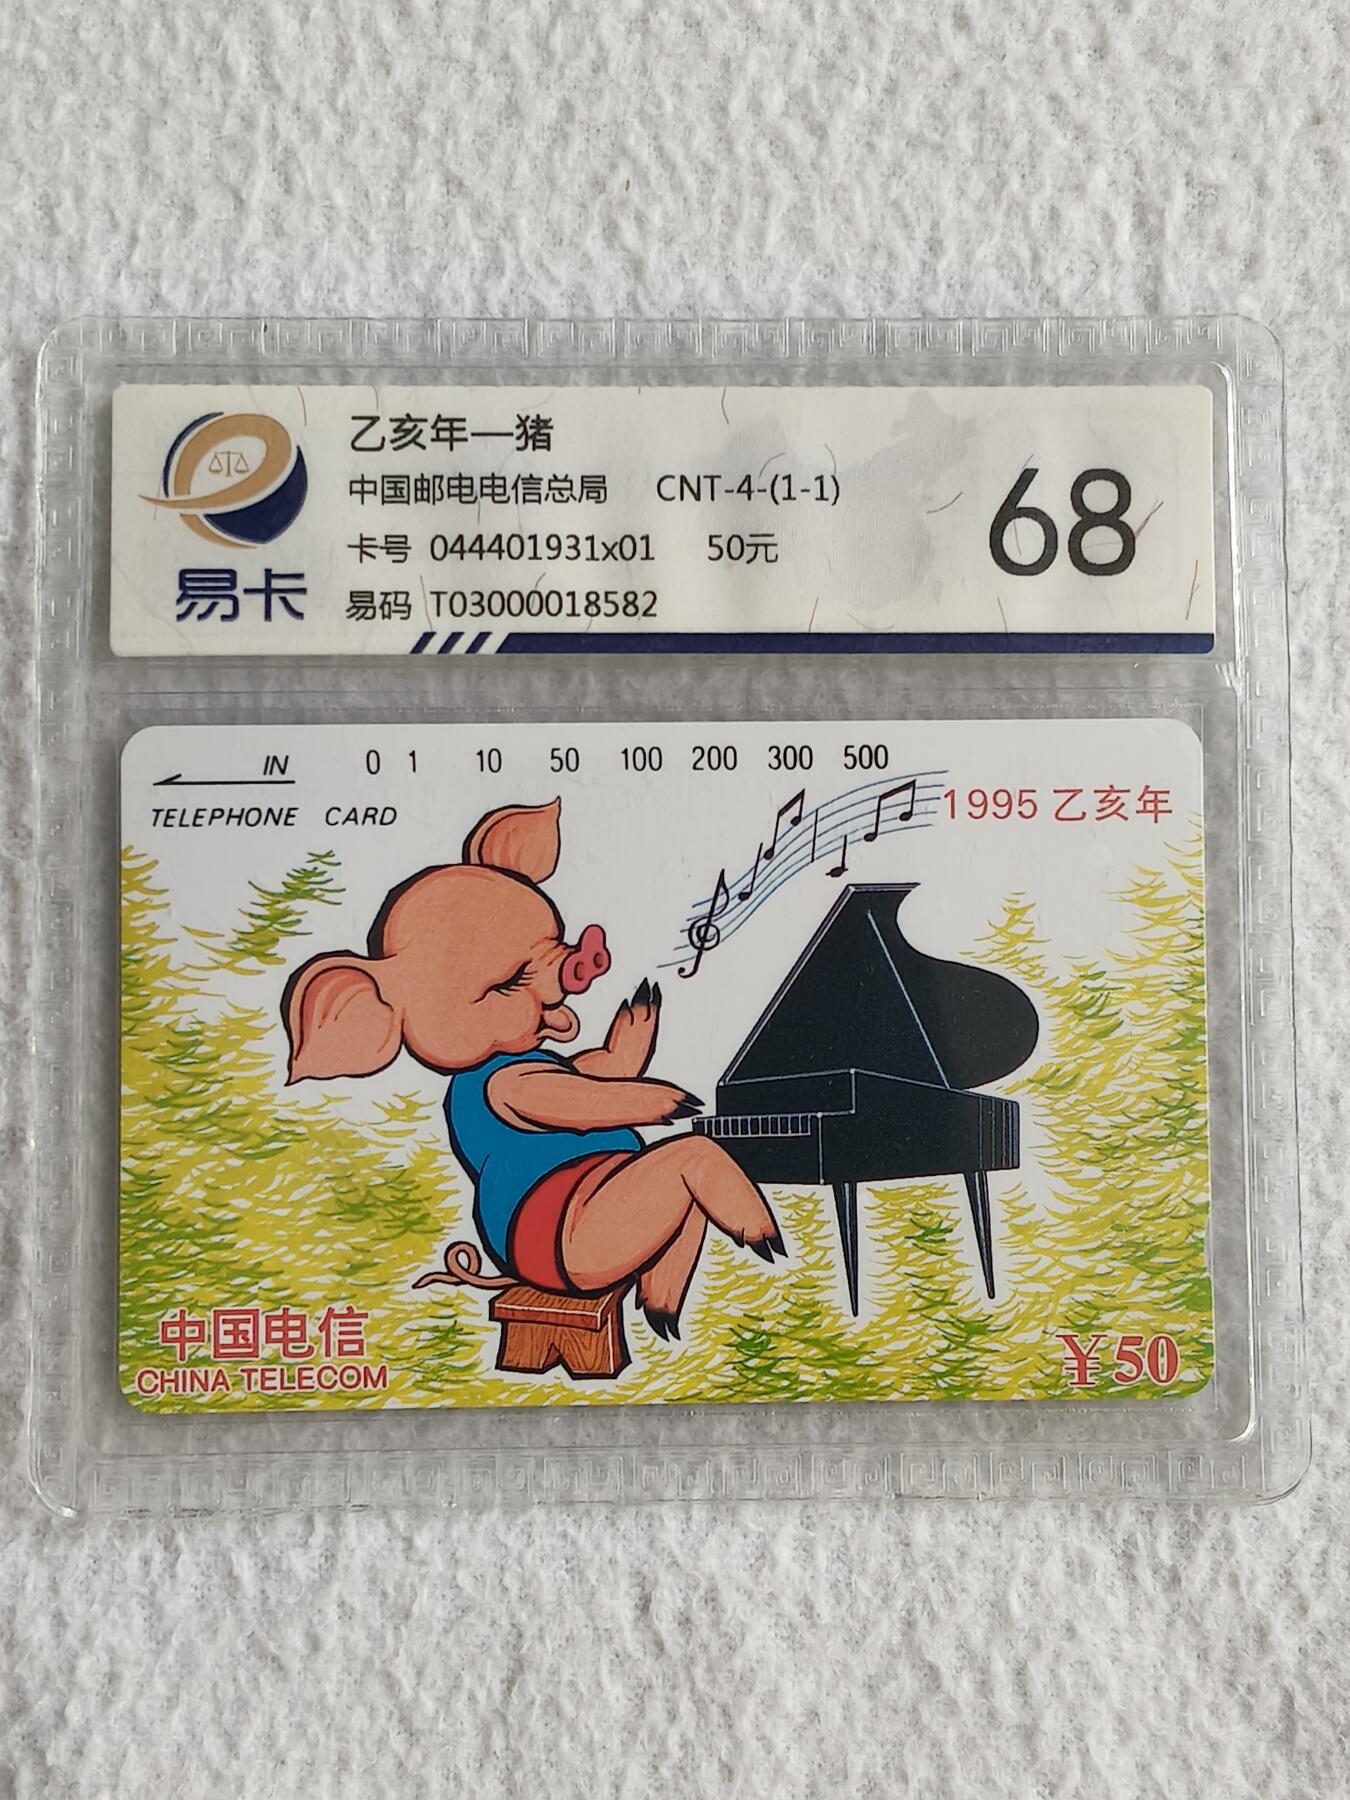 乙亥年—猪
中国邮电电信总局 CNT-4-(1-1)
卡号 044401931x01 50元
易码 T03000018582
易卡
68
IN 0 1 10 50 100 200 300 500
TELEPHONE CARD
1995 乙亥年
中国电信
CHINA TELECOM
¥50